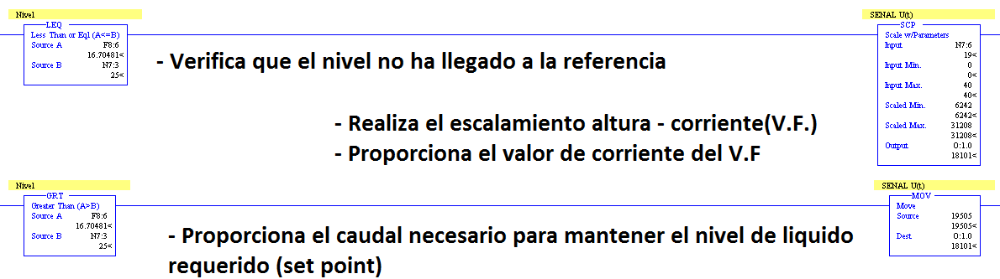 Nivel
LEQ
Less Than or Eql (A<=B)
Source A F8:6
16.70481<
Source B N7:3
25<
- Verifica que el nivel no ha llegado a la referencia
- Realiza el escalamiento altura - corriente(V.F.)
- Proporciona el valor de corriente del V.F
SENAL U(t)
SCP
Scale w/Parameters
Input N7:6
19<
Input Min. 0
0<
Input Max. 40
40<
Scaled Min. 6242
6242<
Scaled Max. 31208
31208<
Output O:1.0
18101<
Nivel
GRT
Greater Than (A>B)
Source A F8:6
16.70481<
Source B N7:3
25<
- Proporciona el caudal necesario para mantener el nivel de liquido
requerido (set point)
SENAL U(t)
MOV
Move
Source 19505
19505<
Dest O:1.0
18101<